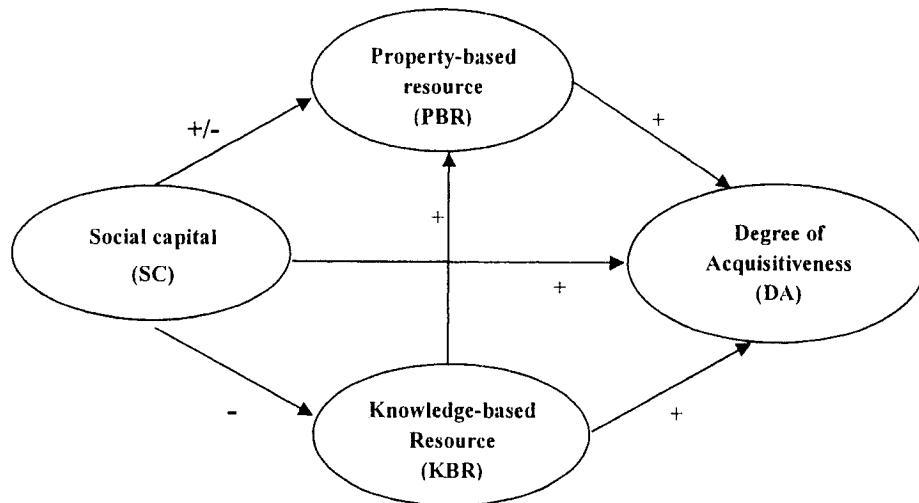 Property-based
resource
(PBR)
+/-
+
+
Social capital
(SC)
Degree of
Acquisitiveness
(DA)
+
-
Knowledge-based
Resource
(KBR)
+